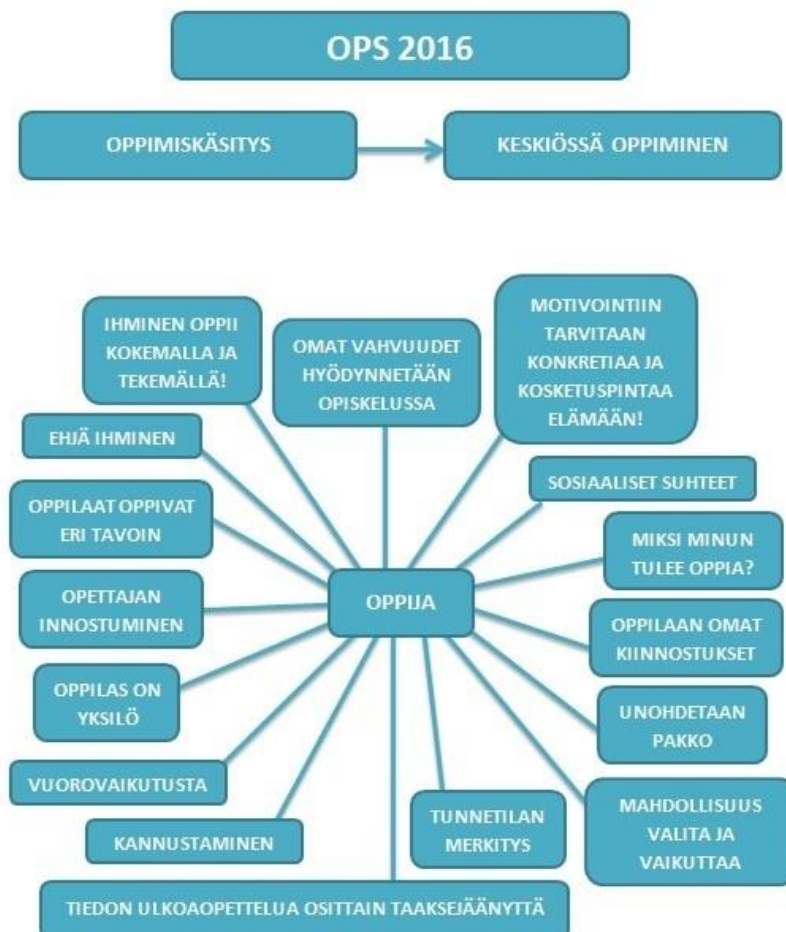 OPS 2016
OPPIMISKÄSITYS
KESKIÖSSÄ OPPIMINEN
IHMINEN OPPII
KOKEMALLA JA
TEKEMÄLLÄ!
OMAT VAHVUUDET
HYÖDYNNETÄÄN
OPISKELUSSA
MOTIVOINTIIN
TARVITAAN
KONKRETIAA JA
KOSKETUSPINTAA
ELÄMÄÄN!
EHJÄ IHMINEN
SOSIAALISET SUHTEET
OPPILAAT OPPIVAT
ERI TAVOIN
MIKSI MINUN
TULEE OPPIA?
OPETTAJAN
INNOSTUMINEN
OPPIJA
OPPILAAN OMAT
KIINNOSTUKSET
OPPILAS ON
YKSILÖ
UNOHDETAAN
PAKKO
VUOROVAIKUTUSTA
KANNUSTAMINEN
TUNNETILAN
MERKITYS
MAHDOLLISUUS
VALITA JA
VAIKUTTAA
TIEDON ULKOAOPETTELUA OSITTAIN TAAKSEJÄÄNYTTÄ